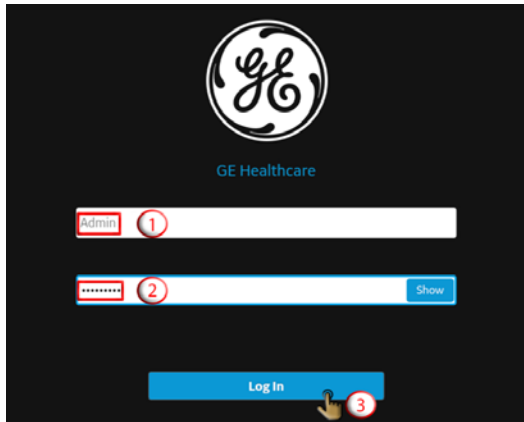 GE
GE Healthcare
Admin 1
••••••••• 2
Show
Log In
3